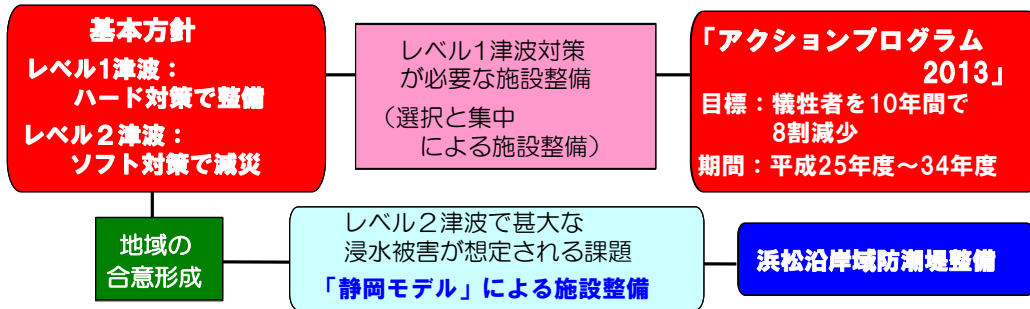 基本方針
レベル1津波：
ハード対策で整備
レベル２津波：
ソフト対策で減災
レベル1津波対策
が必要な施設整備
（選択と集中
による施設整備）
「アクションプログラム
2013」
目標：犠牲者を10年間で
8割減少
期間：平成25年度～34年度
地域の
合意形成
レベル２津波で甚大な
浸水被害が想定される課題
「静岡モデル」による施設整備
浜松沿岸域防潮堤整備